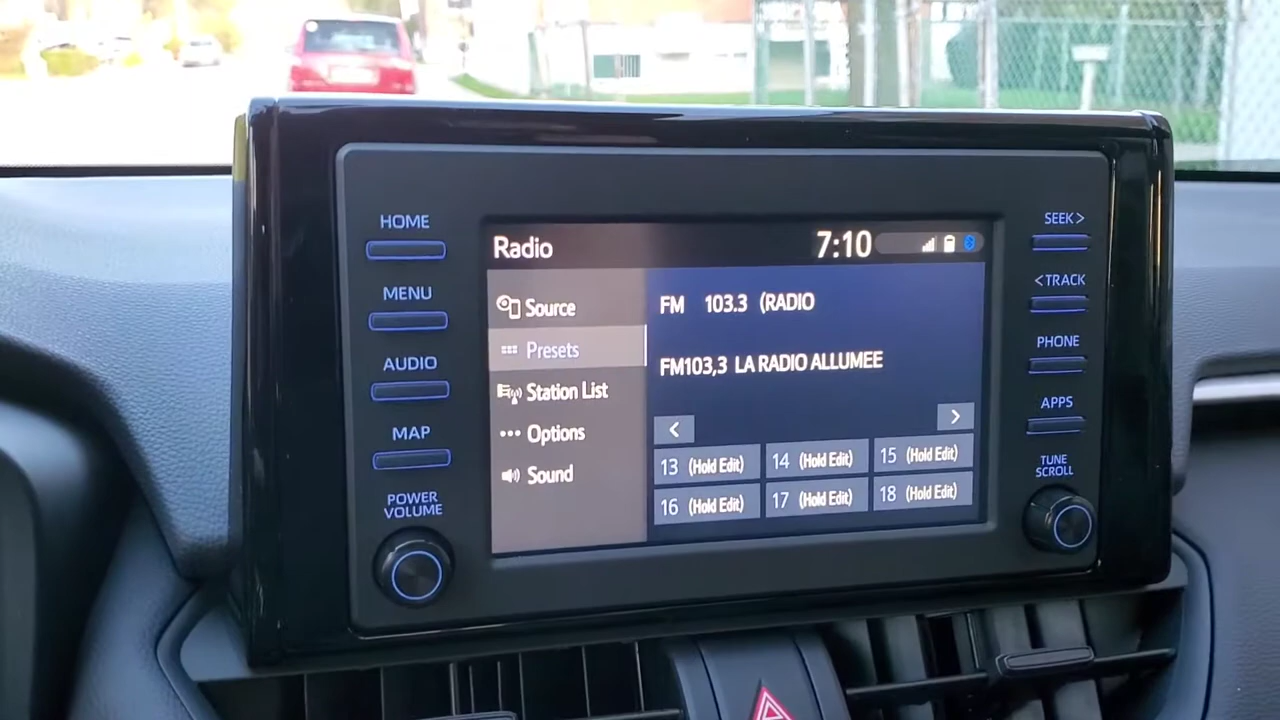 HOME
MENU
AUDIO
MAP
POWER
VOLUME
Radio
7:10
Source
Presets
Station List
Options
Sound
FM 103.3 (RADIO
FM103,3 LA RADIO ALLUMEE
<
>
13 (Hold Edit)
14 (Hold Edit)
15 (Hold Edit)
16 (Hold Edit)
17 (Hold Edit)
18 (Hold Edit)
SEEK>
<TRACK
PHONE
APPS
TUNE
SCROLL